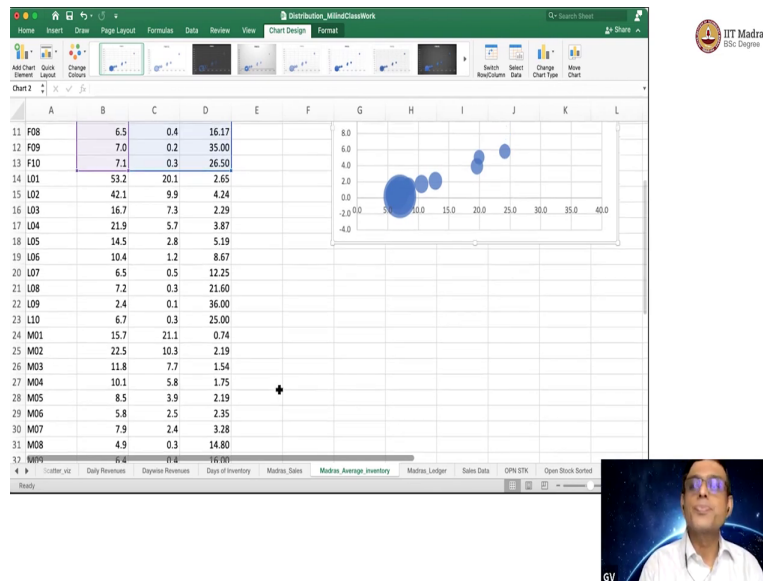 Distribution_MilindClassWork
Search Sheet
Home Insert Draw Page Layout Formulas Data Review View Chart Design Format Share
Add Chart Element
Quick Layout
Change Colours
Switch Row/Column
Select Data
Change Chart Type
Move Chart
Chart 2 fx
A B C D E F G H I J K L
11 F08 6.5 0.4 16.17
12 F09 7.0 0.2 35.00
13 F10 7.1 0.3 26.50
14 L01 53.2 20.1 2.65
15 L02 42.1 9.9 4.24
16 L03 16.7 7.3 2.29
17 L04 21.9 5.7 3.87
18 L05 14.5 2.8 5.19
19 L06 10.4 1.2 8.67
20 L07 6.5 0.5 12.25
21 L08 7.2 0.3 21.60
22 L09 2.4 0.1 36.00
23 L10 6.7 0.3 25.00
24 M01 15.7 21.1 0.74
25 M02 22.5 10.3 2.19
26 M03 11.8 7.7 1.54
27 M04 10.1 5.8 1.75
28 M05 8.5 3.9 2.19
29 M06 5.8 2.5 2.35
30 M07 7.9 2.4 3.28
31 M08 4.9 0.3 14.80
32 M09 6.4 0.4 16.00
8.0
6.0
4.0
2.0
0.0
-2.0 0.0 10.0 15.0 20.0 25.0 30.0 35.0 40.0
-4.0
Scatter_viz Daily Revenues Daywise Revenues Days of Inventory Madras_Sales Madras_Average_inventory Madras_Ledger Sales Data OPN STK Open Stock Sorted
Ready
IIT Madra
BSc Degree
GV